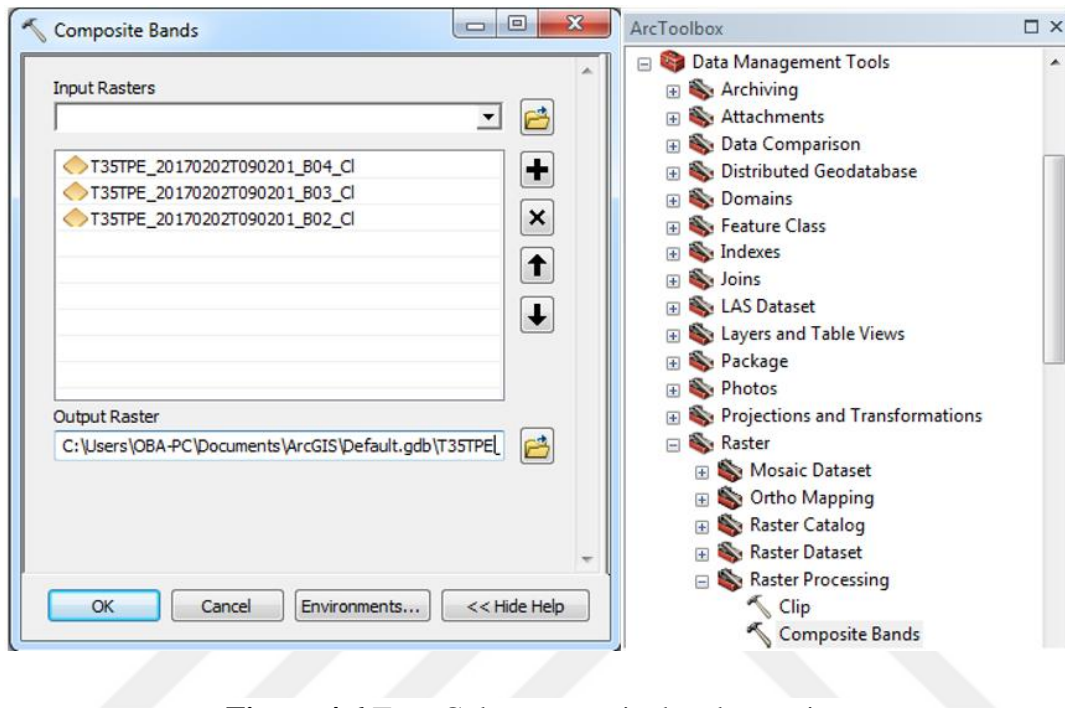 Composite Bands
Input Rasters
T35TPE_20170202T090201_B04_Cl
T35TPE_20170202T090201_B03_Cl
T35TPE_20170202T090201_B02_Cl
Output Raster
C:\Users\OBA-PC\Documents\ArcGIS\Default.gdb\T35TPE_
OK
Cancel
Environments...
<< Hide Help
ArcToolbox
Data Management Tools
Archiving
Attachments
Data Comparison
Distributed Geodatabase
Domains
Feature Class
Indexes
Joins
LAS Dataset
Layers and Table Views
Package
Photos
Projections and Transformations
Raster
Mosaic Dataset
Ortho Mapping
Raster Catalog
Raster Dataset
Raster Processing
Clip
Composite Bands